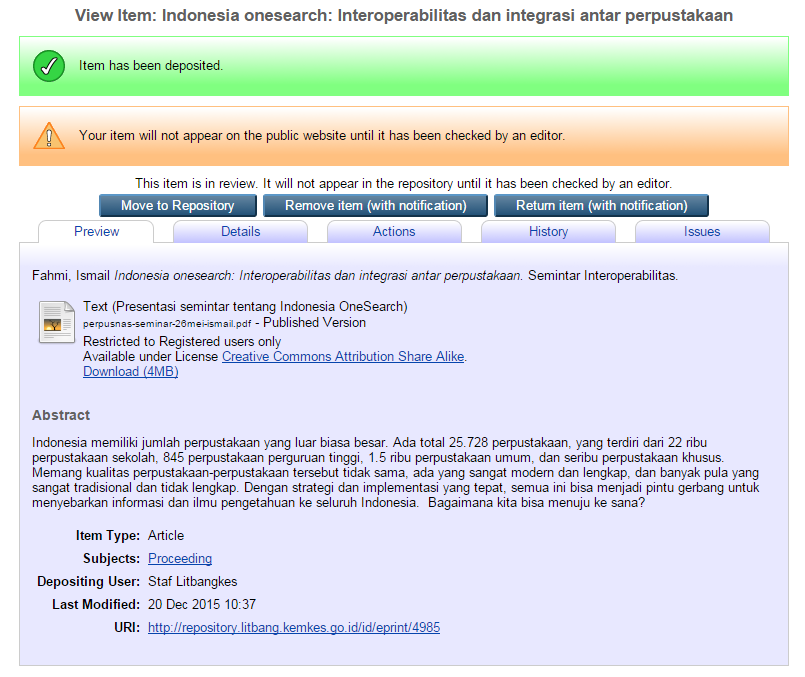 View Item: Indonesia onesearch: Interoperabilitas dan integrasi antar perpustakaan
Item has been deposited.
Your item will not appear on the public website until it has been checked by an editor.
This item is in review. It will not appear in the repository until it has been checked by an editor.
Move to Repository Remove item (with notification) Return item (with notification)
Preview Details Actions History Issues
Fahmi, Ismail Indonesia onesearch: Interoperabilitas dan integrasi antar perpustakaan. Semintar Interoperabilitas.
Text (Presentasi semintar tentang Indonesia OneSearch)
perpusnas-seminar-26mei-ismail.pdf - Published Version
Restricted to Registered users only
Available under License Creative Commons Attribution Share Alike.
Download (4MB)
Abstract
Indonesia memiliki jumlah perpustakaan yang luar biasa besar. Ada total 25.728 perpustakaan, yang terdiri dari 22 ribu
perpustakaan sekolah, 845 perpustakaan perguruan tinggi, 1.5 ribu perpustakaan umum, dan seribu perpustakaan khusus.
Memang kualitas perpustakaan-perpustakaan tersebut tidak sama, ada yang sangat modern dan lengkap, dan banyak pula yang
sangat tradisional dan tidak lengkap. Dengan strategi dan implementasi yang tepat, semua ini bisa menjadi pintu gerbang untuk
menyebarkan informasi dan ilmu pengetahuan ke seluruh Indonesia. Bagaimana kita bisa menuju ke sana?
Item Type: Article
Subjects: Proceeding
Depositing User: Staf Litbangkes
Last Modified: 20 Dec 2015 10:37
URI: http://repository.litbang.kemkes.go.id/id/eprint/4985